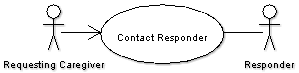 Contact Responder
Requesting Caregiver
Responder